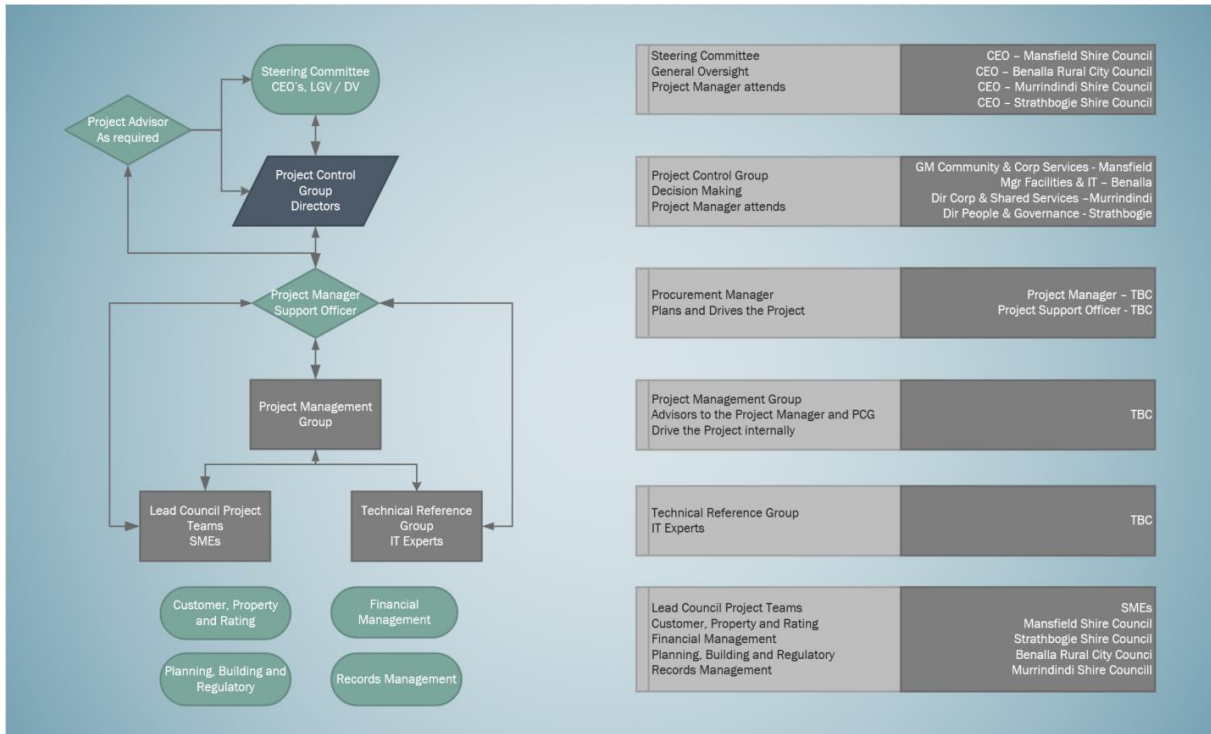 Steering Committee
CEO's, LGV / DV
Project Advisor
As required
Project Control
Group
Directors
Project Manager
Support Officer
Project Management
Group
Lead Council Project
Teams
SMEs
Technical Reference
Group
IT Experts
Customer, Property
and Rating
Financial
Management
Planning, Building and
Regulatory
Records Management
Steering Committee
General Oversight
Project Manager attends
CEO – Mansfield Shire Council
CEO – Benalla Rural City Council
CEO – Murrindindi Shire Council
CEO – Strathbogie Shire Council
Project Control Group
Decision Making
Project Manager attends
GM Community & Corp Services - Mansfield
Mgr Facilities & IT – Benalla
Dir Corp & Shared Services –Murrindindi
Dir People & Governance - Strathbogie
Procurement Manager
Plans and Drives the Project
Project Manager – TBC
Project Support Officer - TBC
Project Management Group
Advisors to the Project Manager and PCG
Drive the Project internally
TBC
Technical Reference Group
IT Experts
TBC
Lead Council Project Teams
Customer, Property and Rating
Financial Management
Planning, Building and Regulatory
Records Management
SMEs
Mansfield Shire Council
Strathbogie Shire Council
Benalla Rural City Counci
Murrindindi Shire Councill